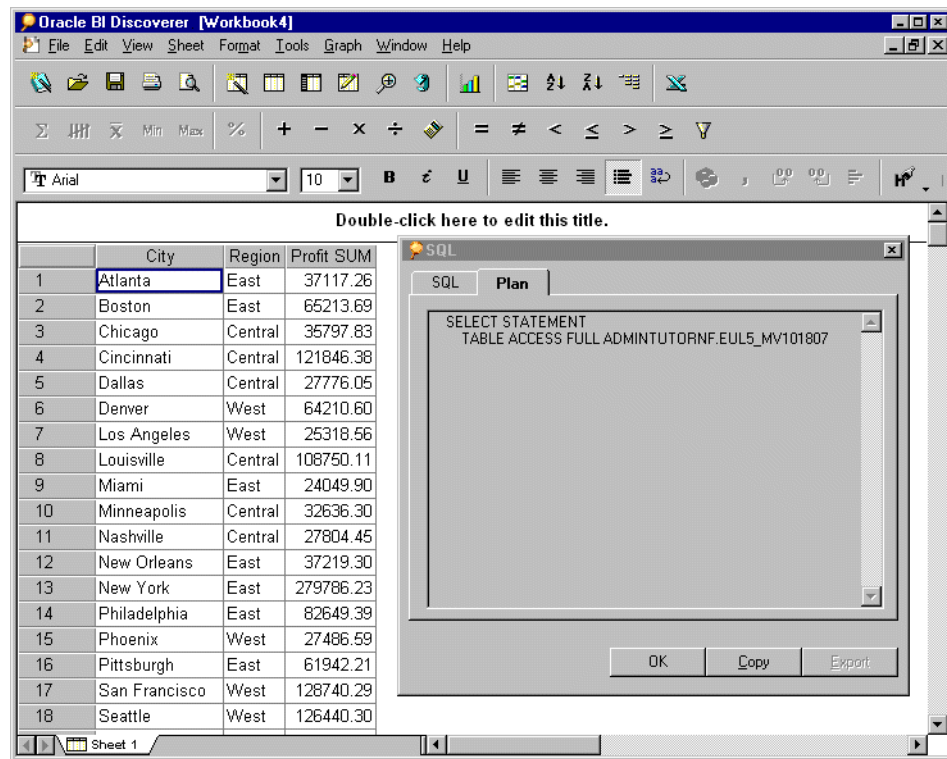 Oracle BI Discoverer [Workbook4]
File Edit View Sheet Format Tools Graph Window Help
Σ X Min Max % + − × ÷ = ≠ < ≤ > ≥
Arial 10 B i U
Double-click here to edit this title.
City Region Profit SUM
1 Atlanta East 37117.26
2 Boston East 65213.69
3 Chicago Central 35797.83
4 Cincinnati Central 121846.38
5 Dallas Central 27776.05
6 Denver West 64210.60
7 Los Angeles West 25318.56
8 Louisville Central 108750.11
9 Miami East 24049.90
10 Minneapolis Central 32636.30
11 Nashville Central 27804.45
12 New Orleans East 37219.30
13 New York East 279786.23
14 Philadelphia East 82649.39
15 Phoenix West 27486.59
16 Pittsburgh East 61942.21
17 San Francisco West 128740.29
18 Seattle West 126440.30
Sheet 1
SQL
SQL Plan
SELECT STATEMENT
TABLE ACCESS FULL ADMINTUTORNF.EUL5_MV101807
OK Copy Export